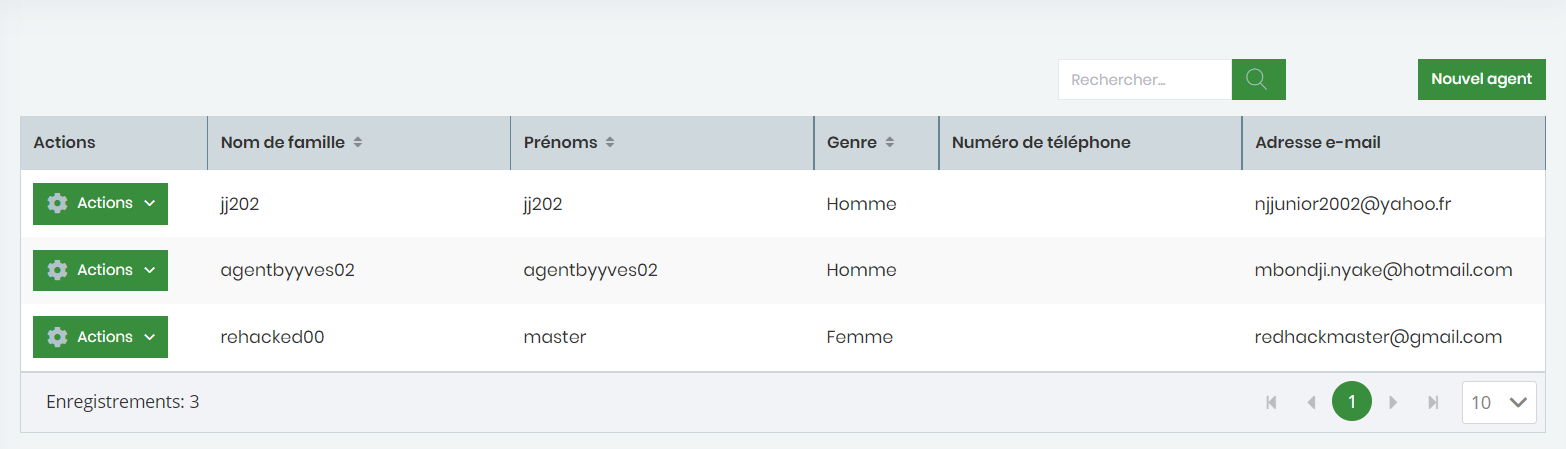 Rechercher... Nouvel agent
Actions Nom de famille Prénoms Genre Numéro de téléphone Adresse e-mail
Actions jj202 jj202 Homme njjunior2002@yahoo.fr
Actions agentbyyves02 agentbyyves02 Homme mbondji.nyake@hotmail.com
Actions rehacked00 master Femme redhackmaster@gmail.com
Enregistrements: 3 1 10